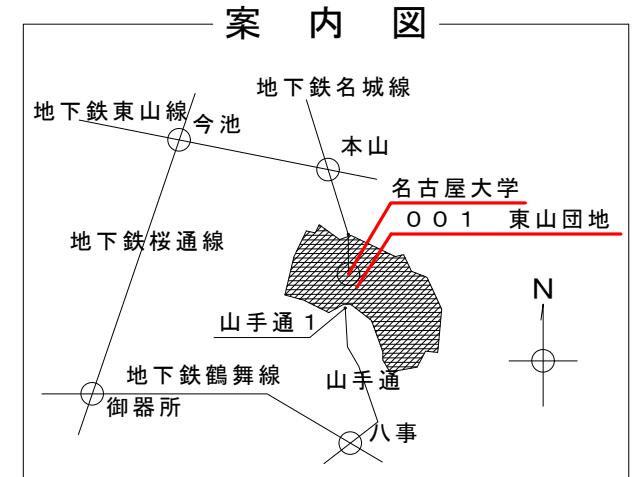 案 内 図
地下鉄名城線
地下鉄東山線
今池
本山
名古屋大学
００１ 東山団地
地下鉄桜通線
N
山手通１
地下鉄鶴舞線
山手通
御器所
八事